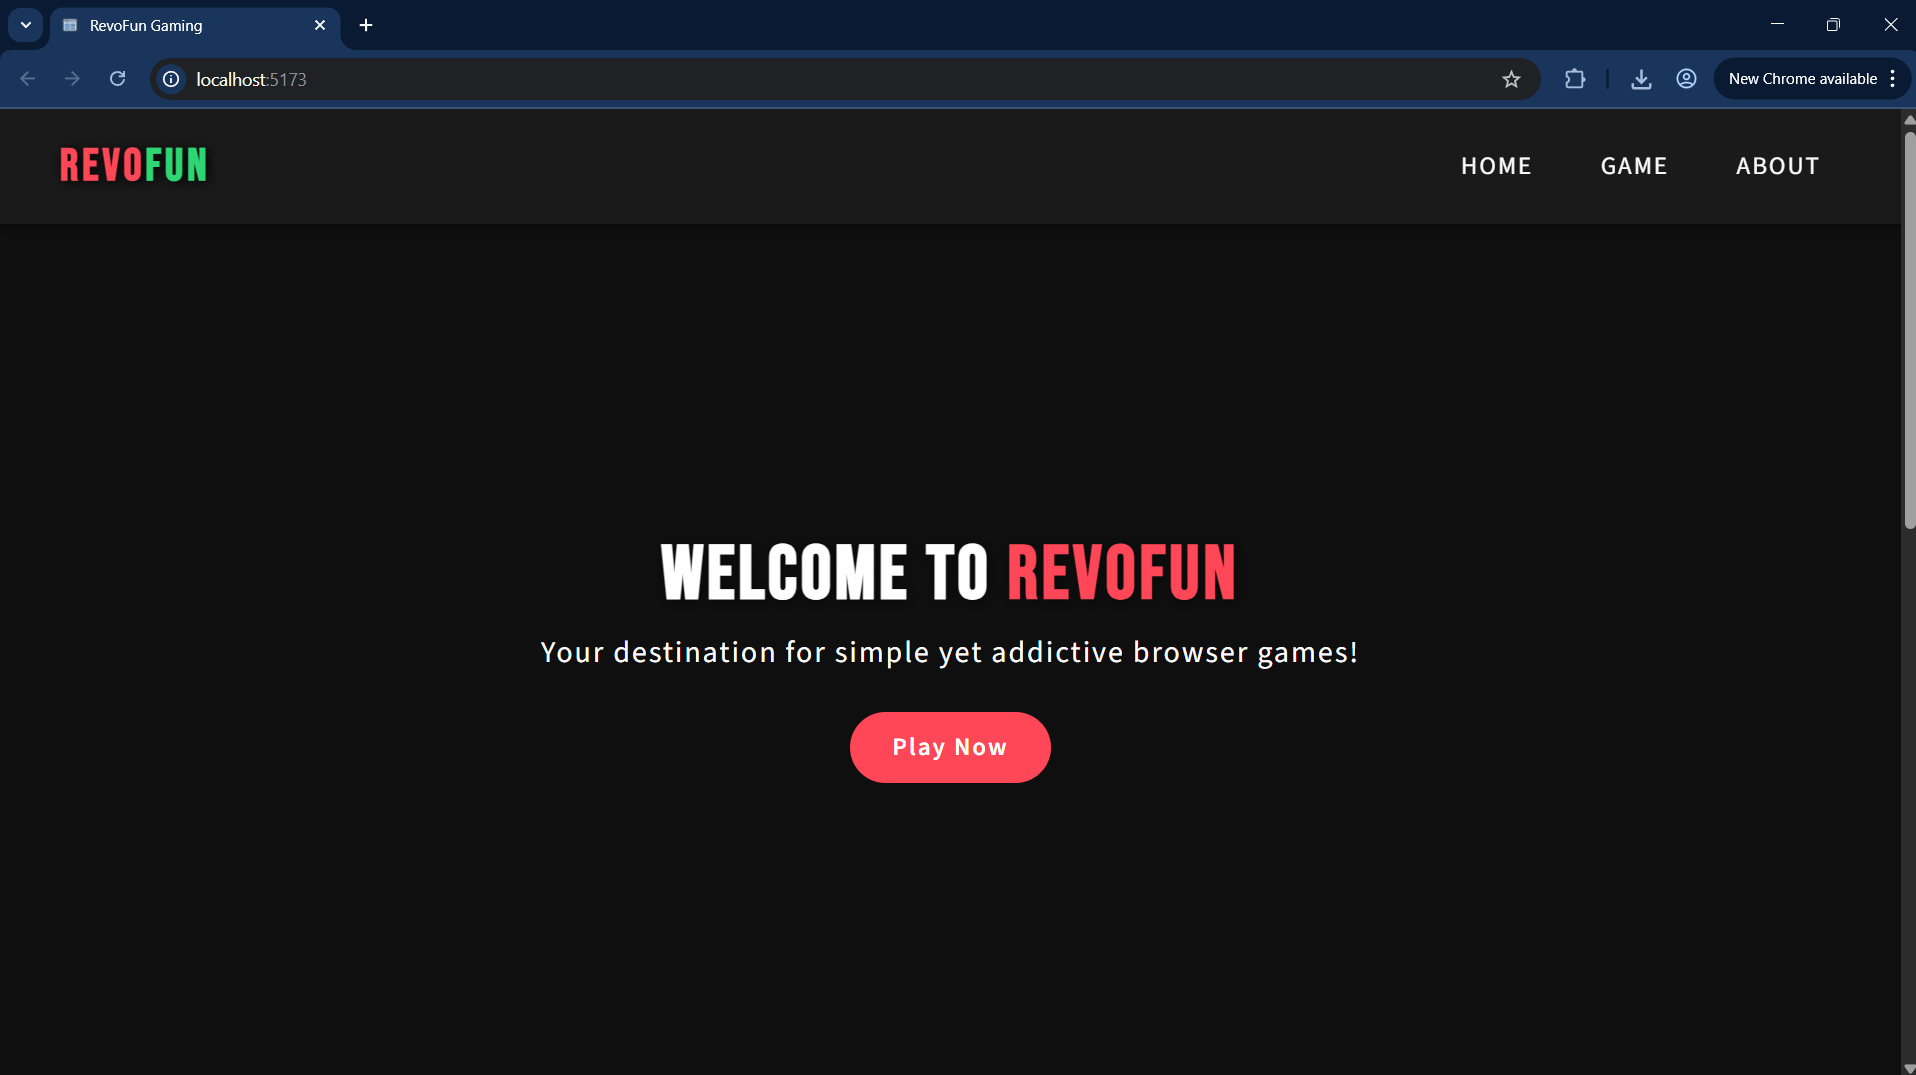 RevoFun Gaming
localhost:5173
New Chrome available
REVOFUN
HOME GAME ABOUT
WELCOME TO REVOFUN
Your destination for simple yet addictive browser games!
Play Now